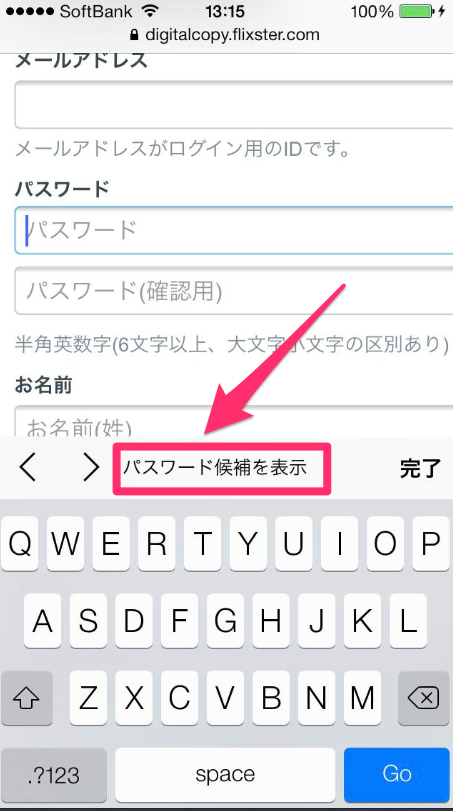 SoftBank 13:15 100%
digitalcopy.flixster.com
メールアドレス
メールアドレスがログイン用のIDです。
パスワード
パスワード
パスワード(確認用)
半角英数字(6文字以上、大文字小文字の区別あり)
お名前
お名前(姓)
パスワード候補を表示 完了
Q W E R T Y U I O P
A S D F G H J K L
Z X C V B N M
.?123 space Go